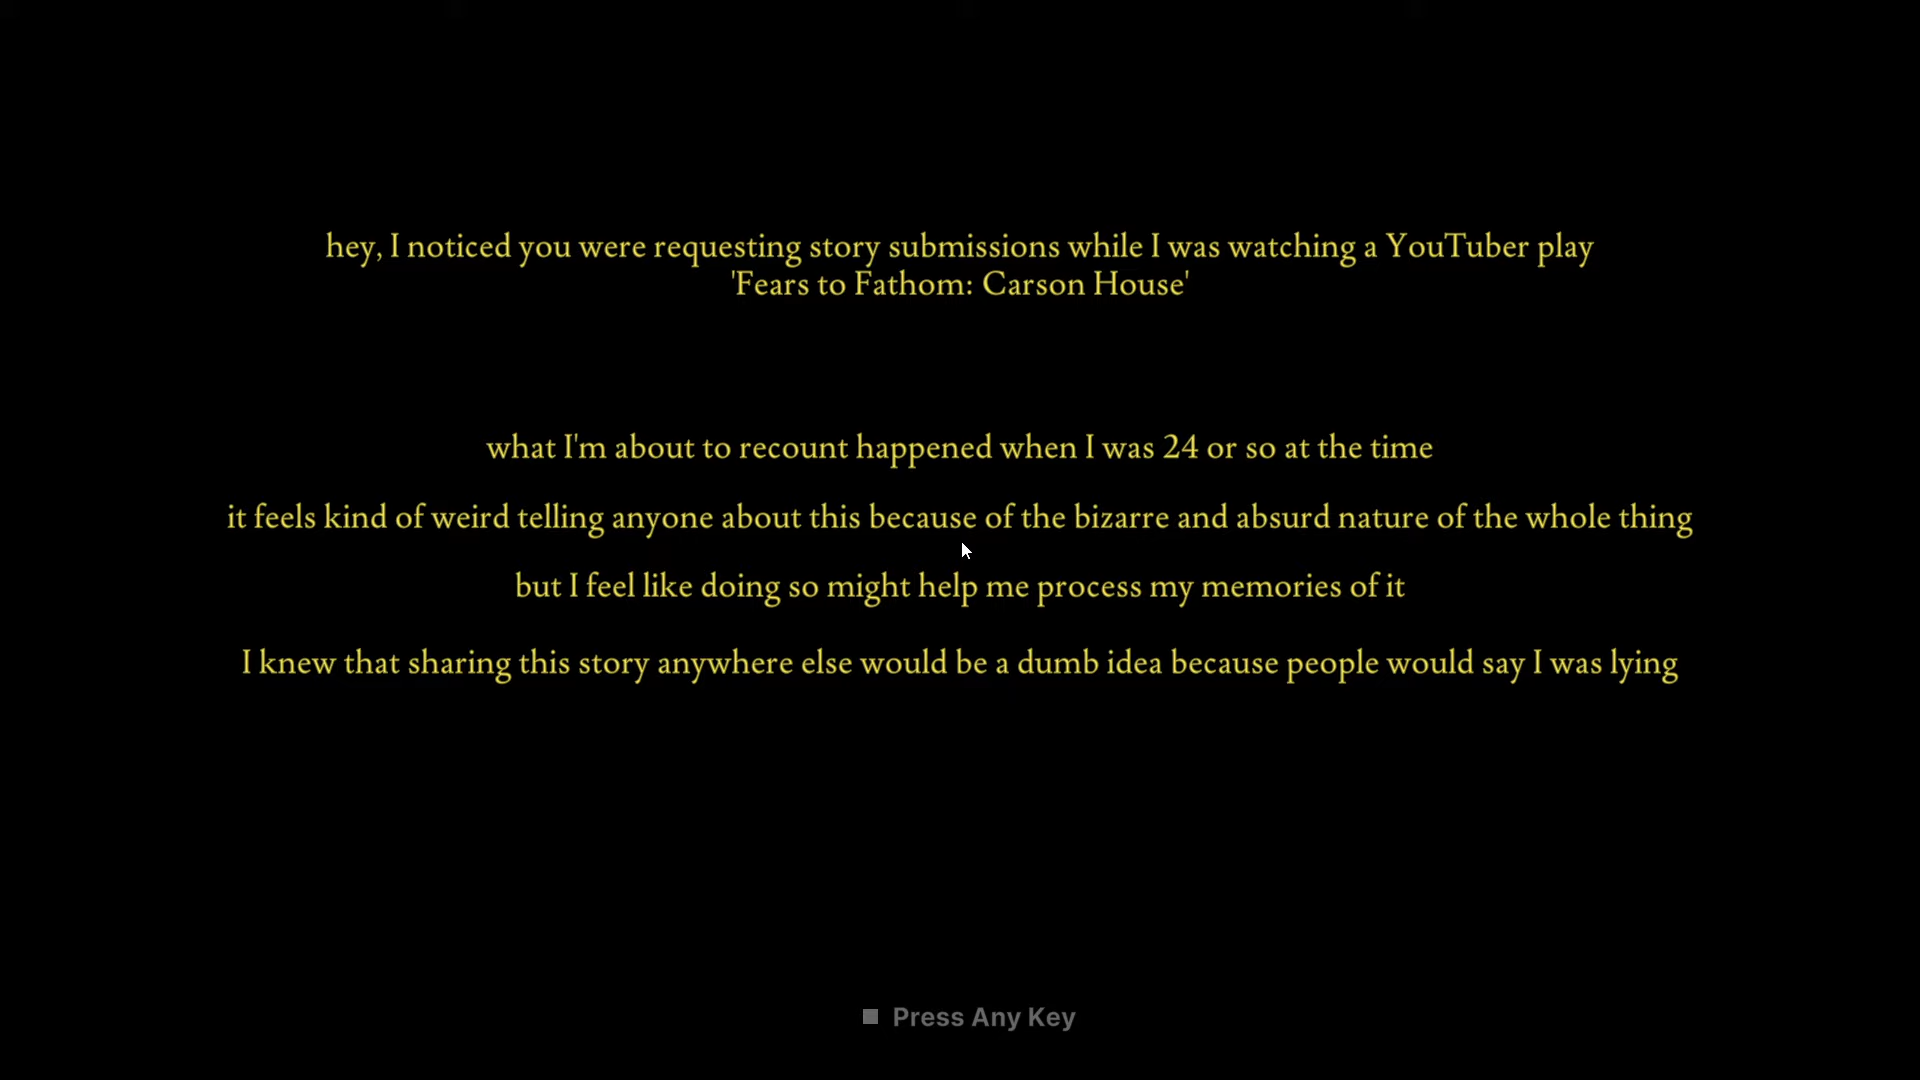 hey, I noticed you were requesting story submissions while I was watching a YouTuber play
'Fears to Fathom: Carson House'
what I'm about to recount happened when I was 24 or so at the time
it feels kind of weird telling anyone about this because of the bizarre and absurd nature of the whole thing
but I feel like doing so might help me process my memories of it
I knew that sharing this story anywhere else would be a dumb idea because people would say I was lying
Press Any Key